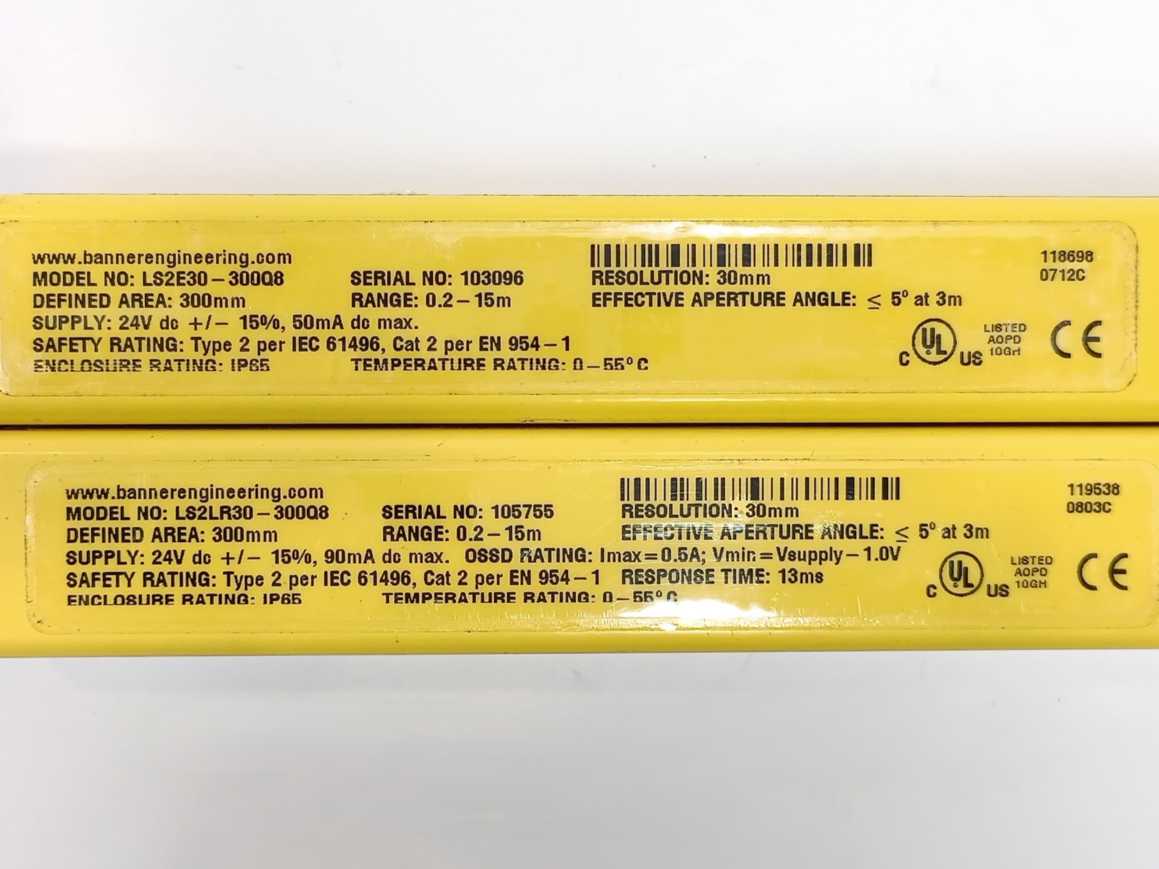 www.bannerengineering.com
MODEL NO: LS2E30-300Q8 SERIAL NO: 103096 RESOLUTION: 30mm
DEFINED AREA: 300mm RANGE: 0.2-15m EFFECTIVE APERTURE ANGLE: ≤ 5° at 3m
SUPPLY: 24V dc +/- 15%, 50mA dc max.
SAFETY RATING: Type 2 per IEC 61496, Cat 2 per EN 954-1
ENCLOSURE RATING: IP65 TEMPERATURE RATING: 0-55° C
118698
0712C
C UL US
LISTED
AOPD
10GH
CE
www.bannerengineering.com
MODEL NO: LS2LR30-300Q8 SERIAL NO: 105755 RESOLUTION: 30mm
DEFINED AREA: 300mm RANGE: 0.2-15m EFFECTIVE APERTURE ANGLE: ≤ 5° at 3m
SUPPLY: 24V dc +/- 15%, 90mA dc max. OSSD RATING: Imax=0.5A; Vmin=Vsupply-1.0V
SAFETY RATING: Type 2 per IEC 61496, Cat 2 per EN 954-1 RESPONSE TIME: 13ms
ENCLOSURE RATING: IP65 TEMPERATURE RATING: 0-55° C
119538
0803C
C UL US
LISTED
AOPD
10GH
CE